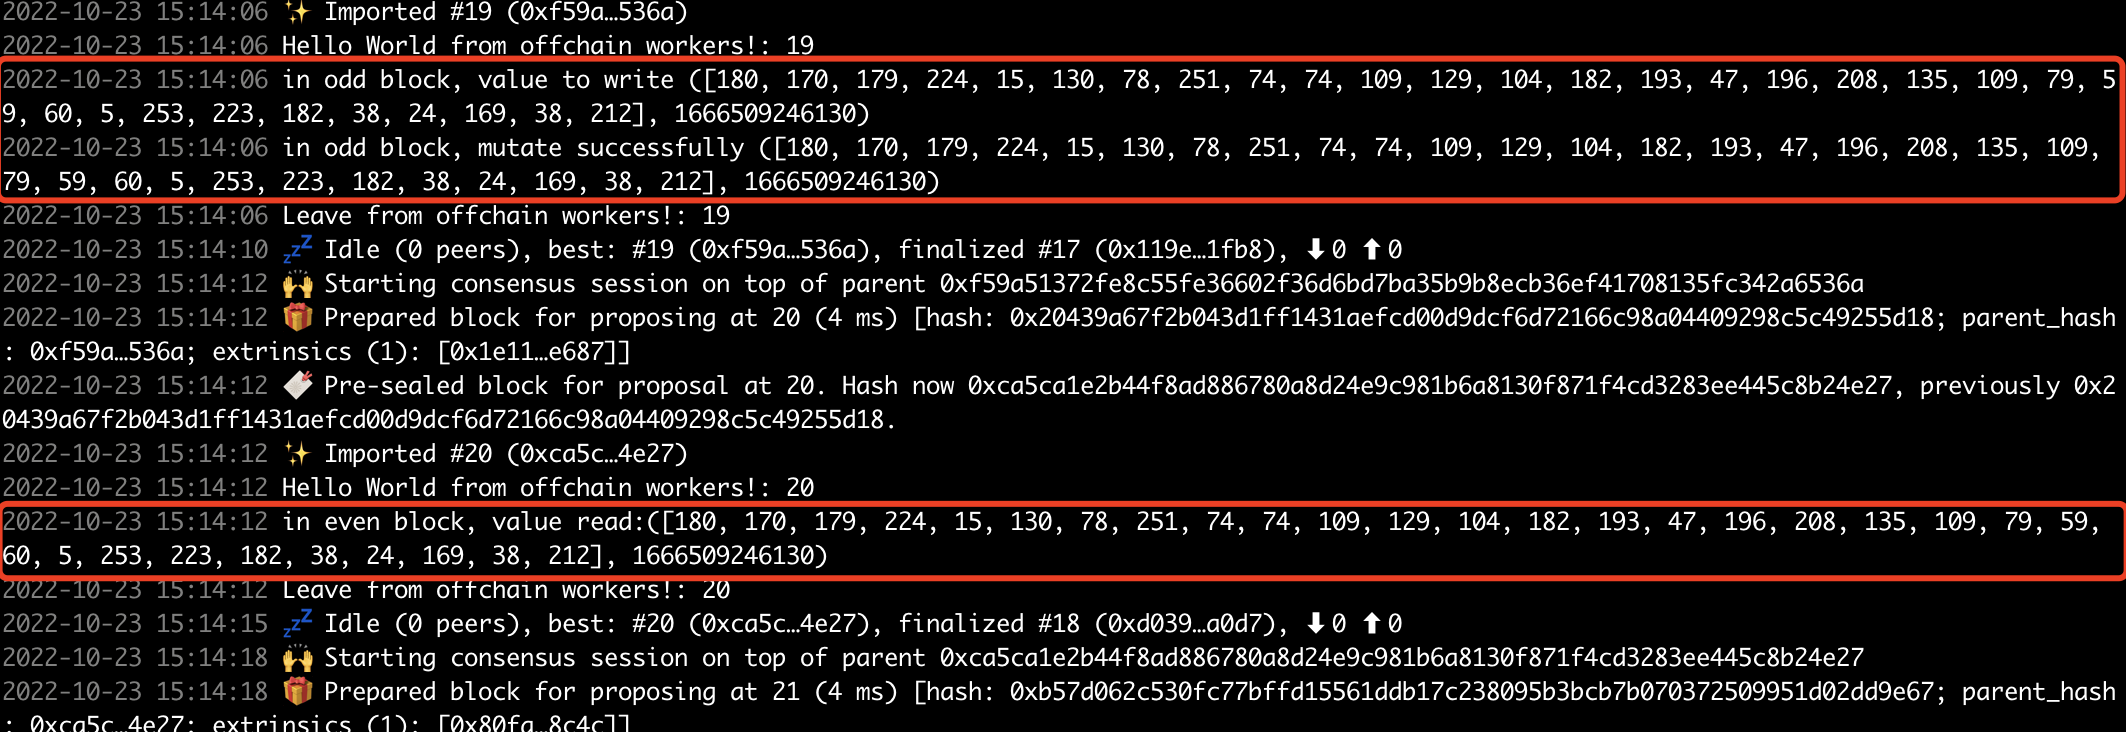 2022-10-23 15:14:06 ✨ Imported #19 (0xf59a…536a)
2022-10-23 15:14:06 Hello World from offchain workers!: 19
2022-10-23 15:14:06 in odd block, value to write ([180, 170, 179, 224, 15, 130, 78, 251, 74, 74, 109, 129, 104, 182, 193, 47, 196, 208, 135, 109, 79, 5
9, 60, 5, 253, 223, 182, 38, 24, 169, 38, 212], 1666509246130)
2022-10-23 15:14:06 in odd block, mutate successfully ([180, 170, 179, 224, 15, 130, 78, 251, 74, 74, 109, 129, 104, 182, 193, 47, 196, 208, 135, 109,
79, 59, 60, 5, 253, 223, 182, 38, 24, 169, 38, 212], 1666509246130)
2022-10-23 15:14:06 Leave from offchain workers!: 19
2022-10-23 15:14:10 💤 Idle (0 peers), best: #19 (0xf59a…536a), finalized #17 (0x119e…1fb8), ⬇ 0 ⬆ 0
2022-10-23 15:14:12 🙌 Starting consensus session on top of parent 0xf59a51372fe8c55fe36602f36d6bd7ba35b9b8ecb36ef41708135fc342a6536a
2022-10-23 15:14:12 🎁 Prepared block for proposing at 20 (4 ms) [hash: 0x20439a67f2b043d1ff1431aefcd00d9dcf6d72166c98a04409298c5c49255d18; parent_hash
: 0xf59a…536a; extrinsics (1): [0x1e11…e687]]
2022-10-23 15:14:12 🔖 Pre-sealed block for proposal at 20. Hash now 0xca5ca1e2b44f8ad886780a8d24e9c981b6a8130f871f4cd3283ee445c8b24e27, previously 0x2
0439a67f2b043d1ff1431aefcd00d9dcf6d72166c98a04409298c5c49255d18.
2022-10-23 15:14:12 ✨ Imported #20 (0xca5c…4e27)
2022-10-23 15:14:12 Hello World from offchain workers!: 20
2022-10-23 15:14:12 in even block, value read:([180, 170, 179, 224, 15, 130, 78, 251, 74, 74, 109, 129, 104, 182, 193, 47, 196, 208, 135, 109, 79, 59,
60, 5, 253, 223, 182, 38, 24, 169, 38, 212], 1666509246130)
2022-10-23 15:14:12 Leave from offchain workers!: 20
2022-10-23 15:14:15 💤 Idle (0 peers), best: #20 (0xca5c…4e27), finalized #18 (0xd039…a0d7), ⬇ 0 ⬆ 0
2022-10-23 15:14:18 🙌 Starting consensus session on top of parent 0xca5ca1e2b44f8ad886780a8d24e9c981b6a8130f871f4cd3283ee445c8b24e27
2022-10-23 15:14:18 🎁 Prepared block for proposing at 21 (4 ms) [hash: 0xb57d062c530fc77bffd15561ddb17c238095b3bcb7b070372509951d02dd9e67; parent_hash
: 0xca5c…4e27; extrinsics (1): [0x80fa…8c4c]]